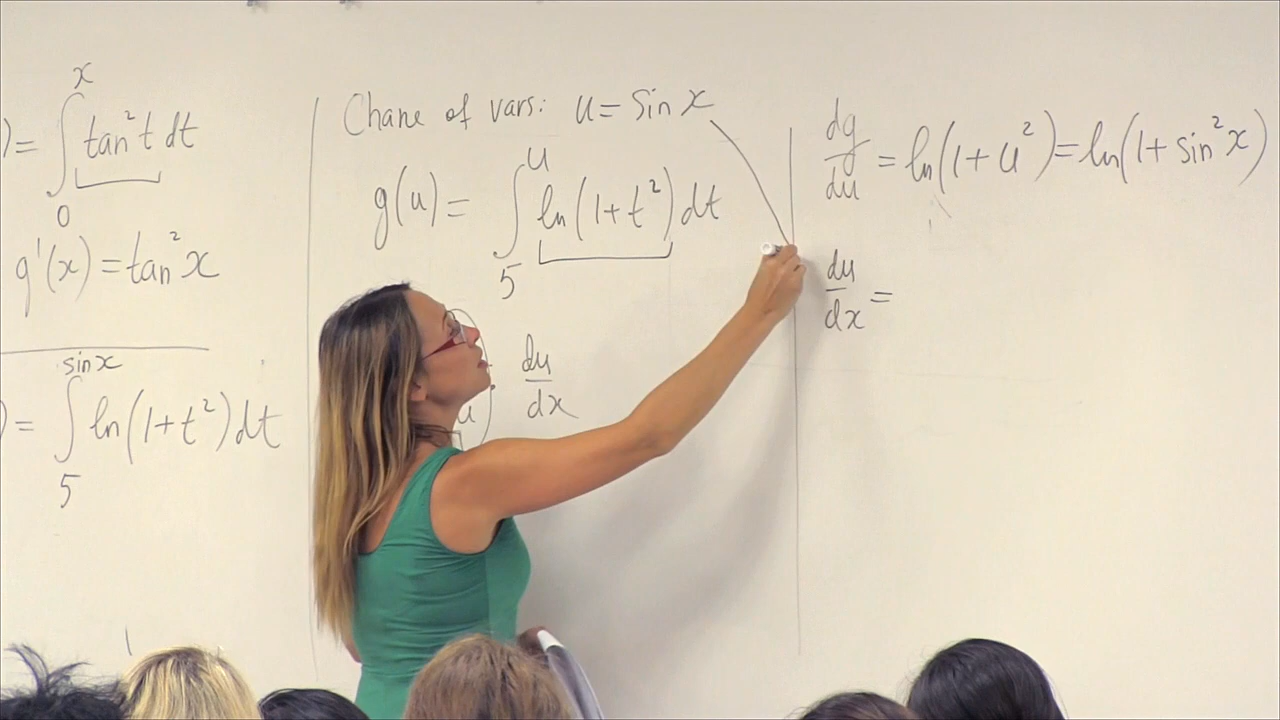 ) = ∫₀ˣ tan²t dt
g'(x) = tan²x
) = ∫₅^(sin x) ln(1+t²) dt
Chane of vars: u = sin x
g(u) = ∫₅^u ln(1+t²) dt
u) · du/dx
dg/du = ln(1+u²) = ln(1+sin²x)
du/dx =